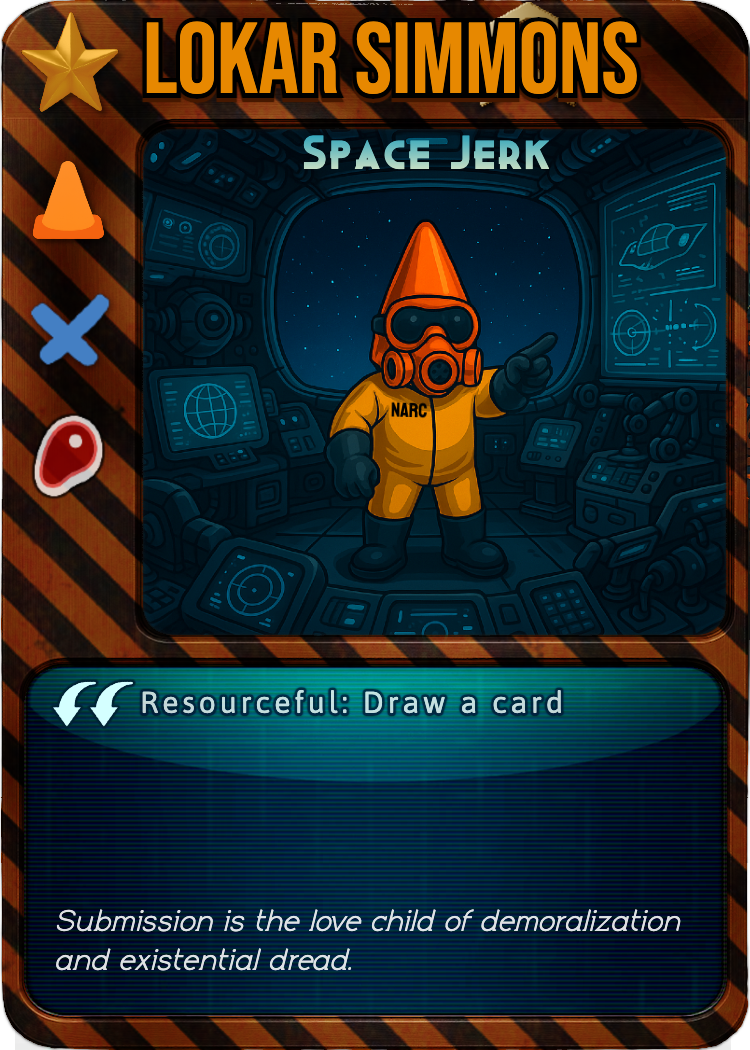 LOKAR SIMMONS
Space Jerk
NARC
Resourceful: Draw a card
Submission is the love child of demoralization
and existential dread.